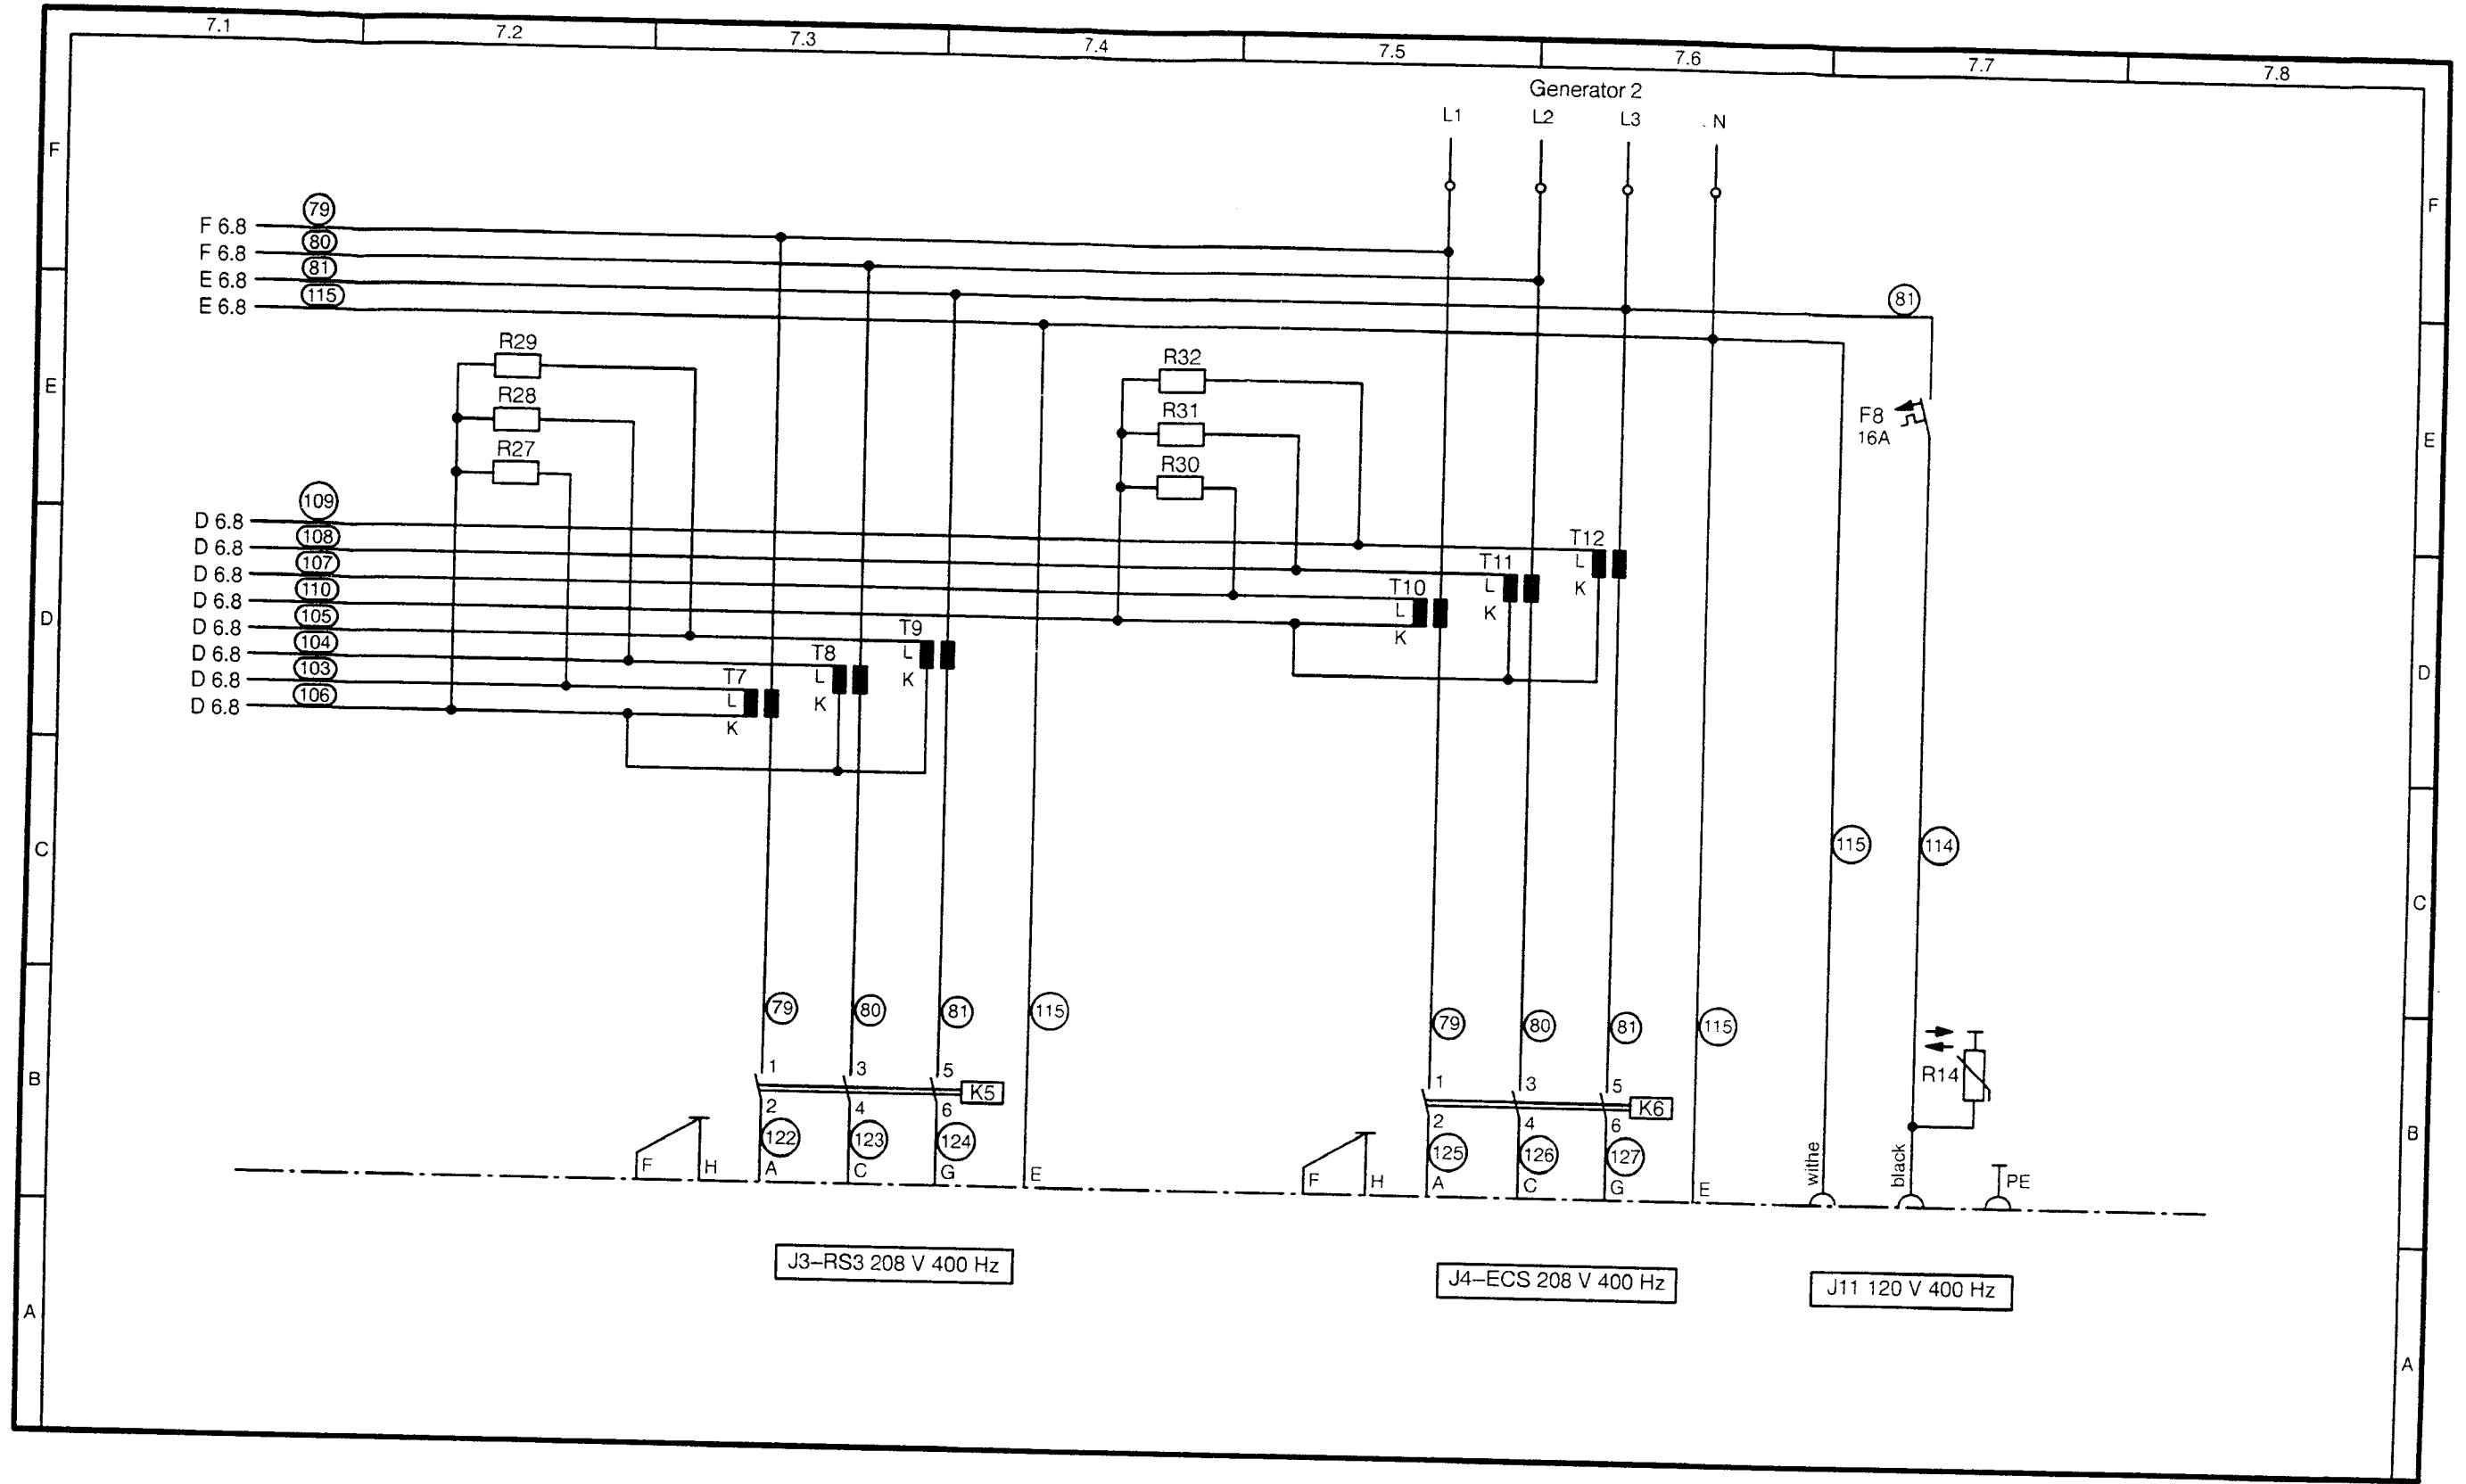 7.1 7.2 7.3 7.4 7.5 7.6 7.7 7.8
Generator 2
L1 L2 L3 N
F F
79
F 6.8
80
F 6.8
81
E 6.8
115
E 6.8
81
R29
R28
R27
R32
R31
R30
F8
16A
E E
109
D 6.8
108
D 6.8
107
D 6.8
110
D 6.8
105
D 6.8
104
D 6.8
103
D 6.8
106
D 6.8
T12
L
K
T11
L
K
T10
L
K
T9
L
K
T8
L
K
T7
L
K
D D
115 114
C C
79 80 81 115
79 80 81 115
1 3 5
K5
2 4 6
122 123 124
F H A C G E
1 3 5
K6
2 4 6
125 126 127
F H A C G E
R14
withe
black
PE
B B
J3–RS3 208 V 400 Hz
J4–ECS 208 V 400 Hz
J11 120 V 400 Hz
A A